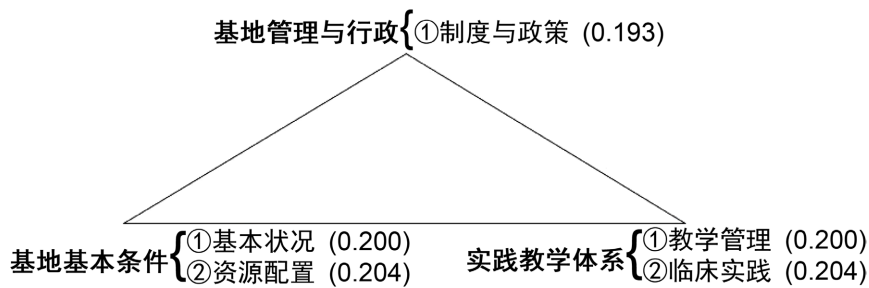 基地管理与行政{①制度与政策 (0.193)
基地基本条件{①基本状况 (0.200)
②资源配置 (0.204)
实践教学体系{①教学管理 (0.200)
②临床实践 (0.204)